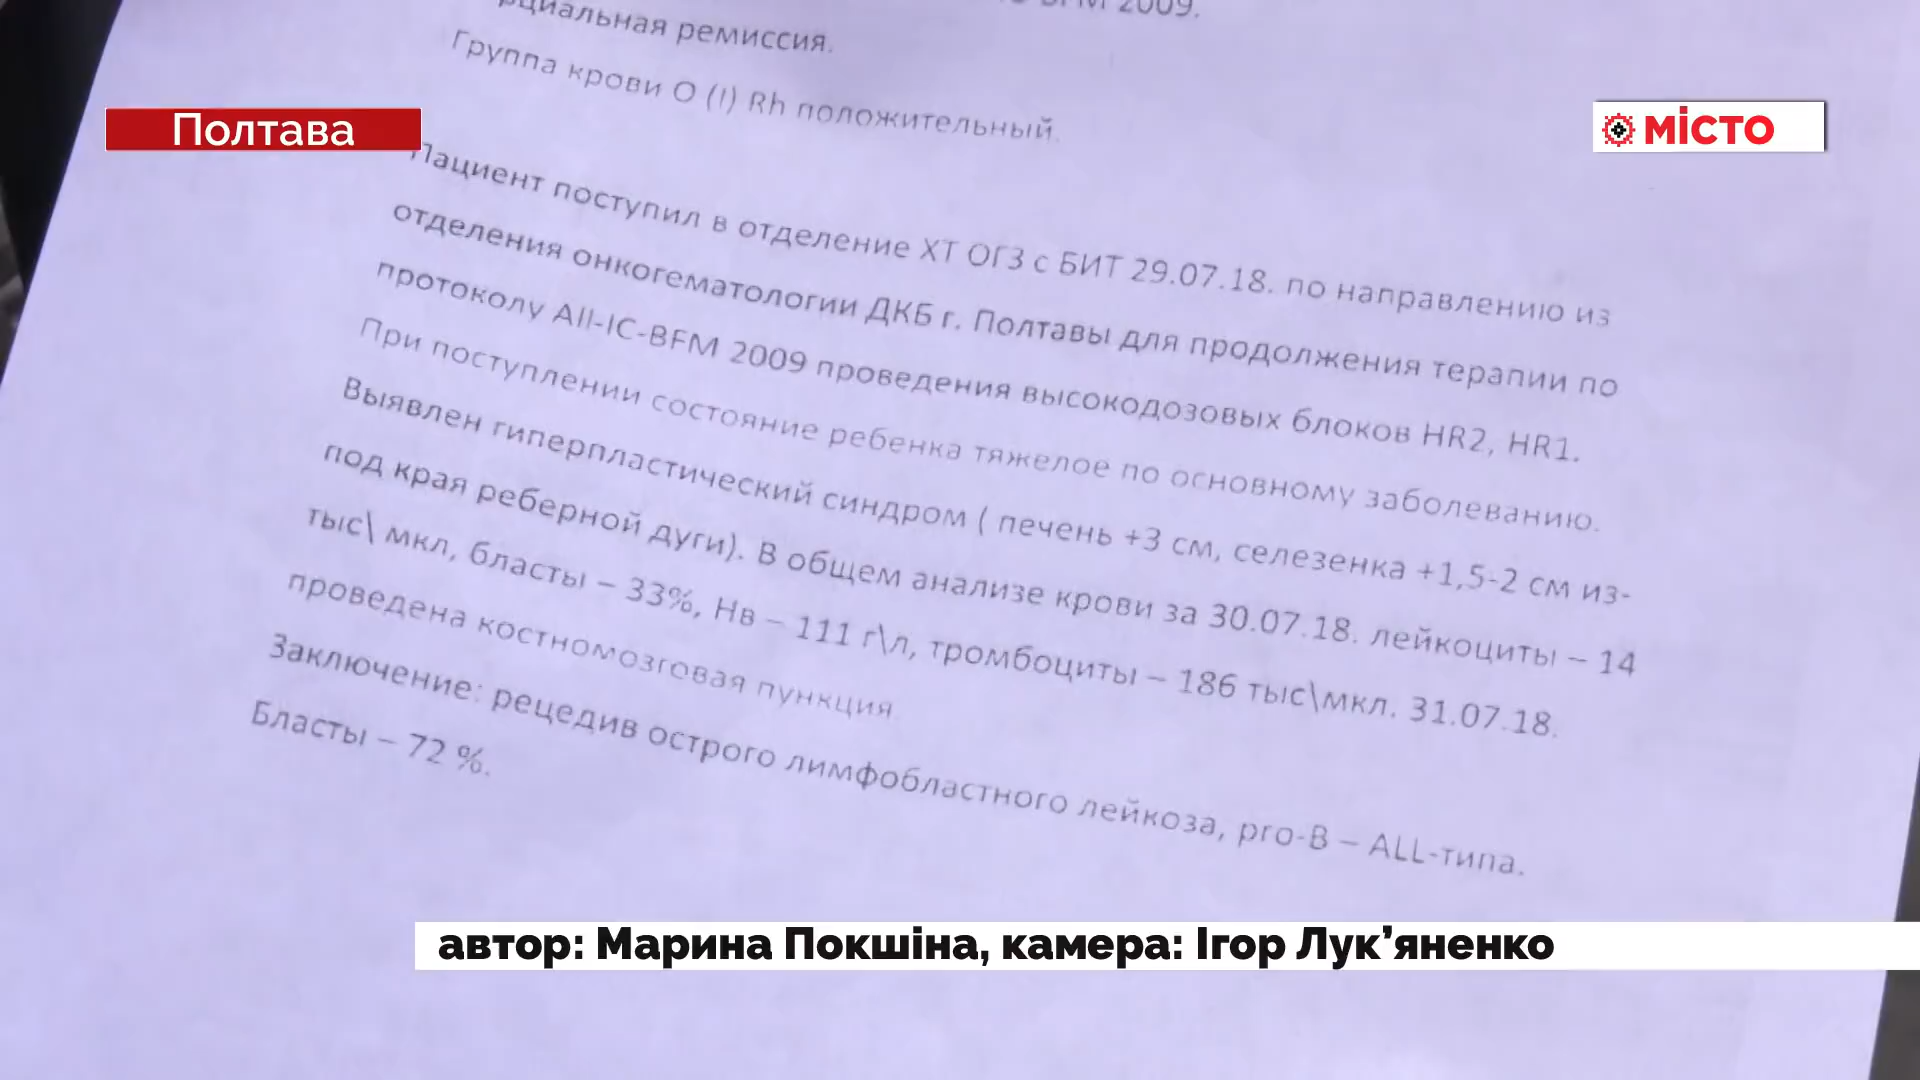 BFM 2009.
рциальная ремиссия.
Группа крови О (I) Rh положительный.
Полтава
МІСТО
Пациент поступил в отделение ХТ ОГЗ с БИТ 29.07.18. по направлению из
отделения онкогематологии ДКБ г. Полтавы для продолжения терапии по
протоколу All-IC-BFM 2009 проведения высокодозовых блоков HR2, HR1.
При поступлении состояние ребенка тяжелое по основному заболеванию.
Выявлен гиперпластический синдром ( печень +3 см, селезенка +1,5-2 см из-
под края реберной дуги). В общем анализе крови за 30.07.18. лейкоциты – 14
тыс\ мкл, бласты – 33%, Нв – 111 г\л, тромбоциты – 186 тыс\мкл. 31.07.18.
проведена костномозговая пункция.
Заключение: рецедив острого лимфобластного лейкоза, pro-B – ALL-типа.
Бласты – 72 %.
автор: Марина Покшіна, камера: Ігор Лук’яненко